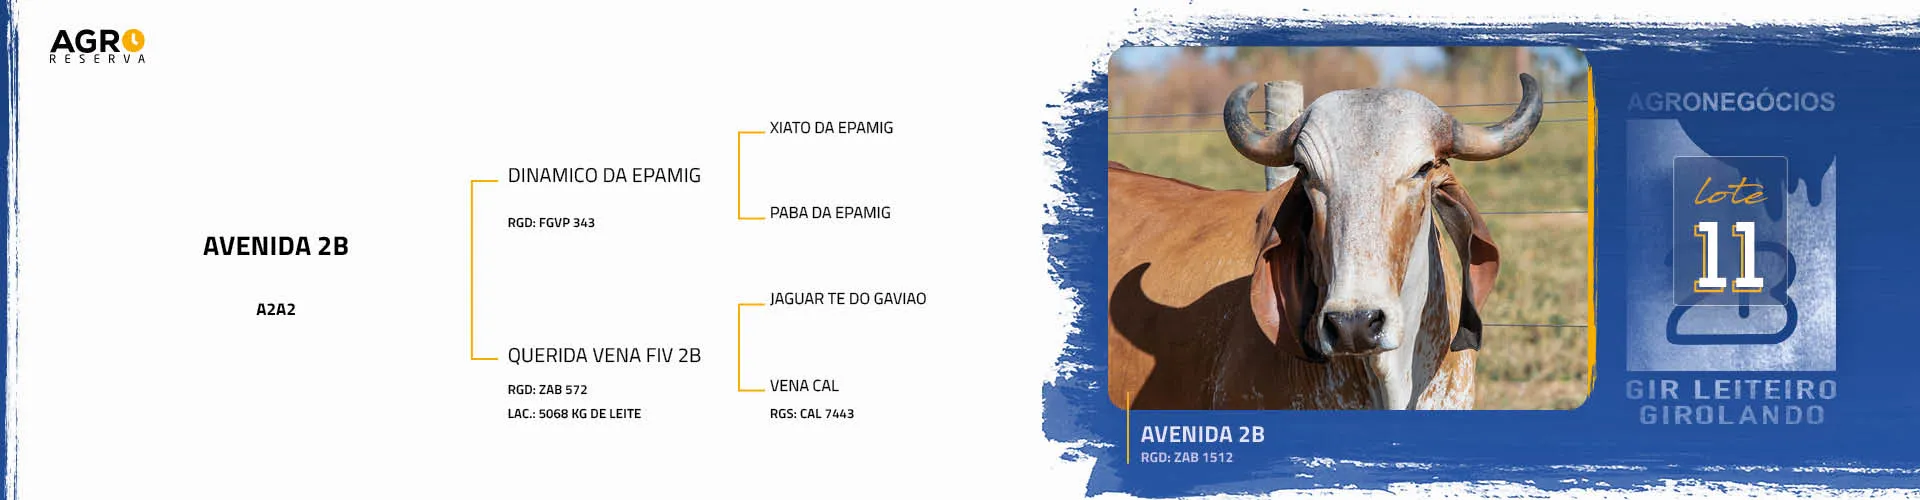 AGRO
RESERVA
AVENIDA 2B
A2A2
DINAMICO DA EPAMIG
RGD: FGVP 343
QUERIDA VENA FIV 2B
RGD: ZAB 572
LAC.: 5068 KG DE LEITE
XIATO DA EPAMIG
PABA DA EPAMIG
JAGUAR TE DO GAVIAO
VENA CAL
RGS: CAL 7443
AVENIDA 2B
RGD: ZAB 1512
AGRONEGÓCIOS
lote
11
2B
GIR LEITEIRO
GIROLANDO